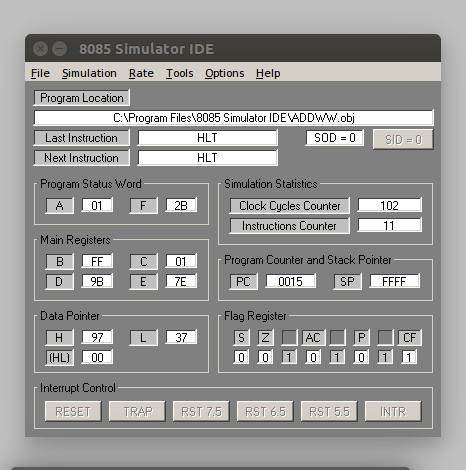 8085 Simulator IDE
File Simulation Rate Tools Options Help
Program Location
C:\Program Files\8085 Simulator IDE\ADDWW.obj
Last Instruction HLT SOD = 0 SID = 0
Next Instruction HLT
Program Status Word
A 01 F 2B
Simulation Statistics
Clock Cycles Counter 102
Instructions Counter 11
Main Registers
B FF C 01
D 9B E 7E
Program Counter and Stack Pointer
PC 0015 SP FFFF
Data Pointer
H 97 L 37
(HL) 00
Flag Register
S Z AC P CF
0 0 1 0 1 0 1 1
Interrupt Control
RESET TRAP RST 7.5 RST 6.5 RST 5.5 INTR